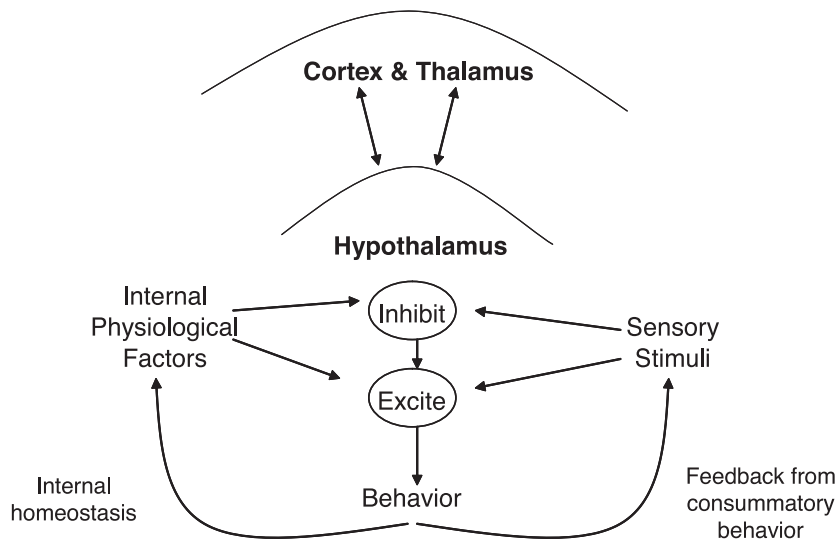 Cortex & Thalamus
Hypothalamus
Internal
Physiological
Factors
Inhibit
Sensory
Stimuli
Excite
Internal
homeostasis
Behavior
Feedback from
consummatory
behavior